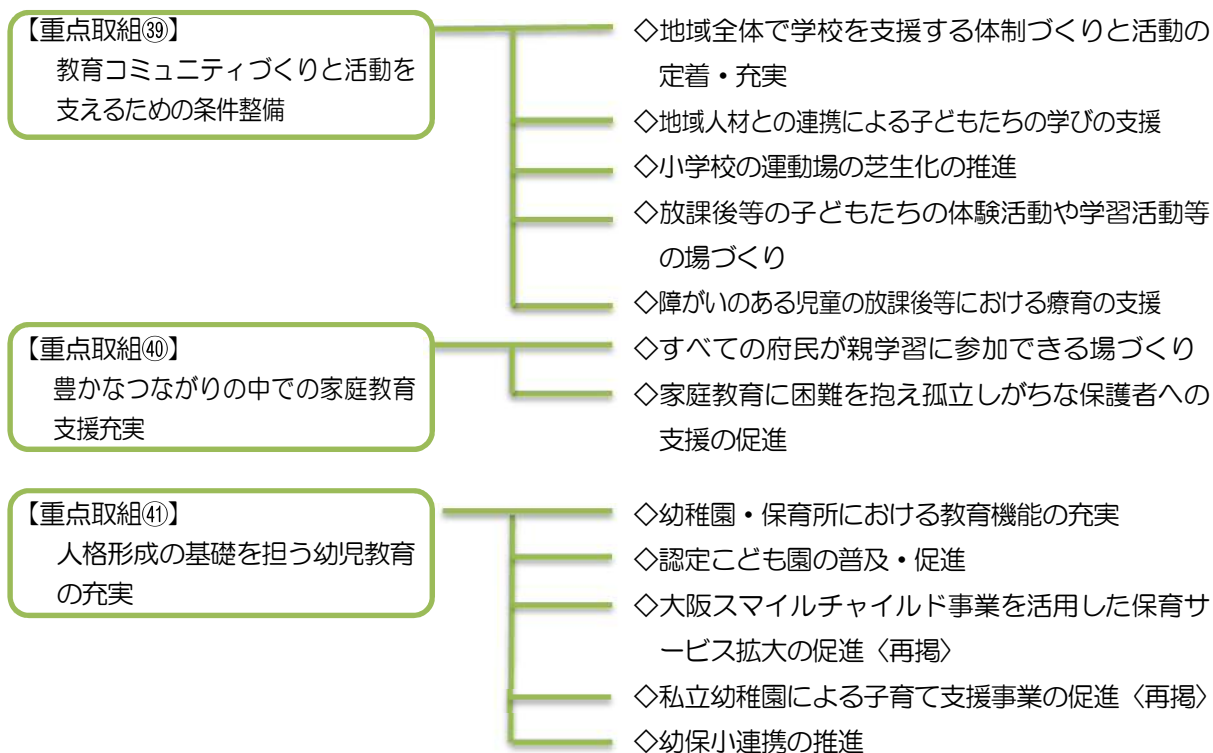 【重点取組㊴】
教育コミュニティづくりと活動を
支えるための条件整備
◇地域全体で学校を支援する体制づくりと活動の
定着・充実
◇地域人材との連携による子どもたちの学びの支援
◇小学校の運動場の芝生化の推進
◇放課後等の子どもたちの体験活動や学習活動等
の場づくり
◇障がいのある児童の放課後等における療育の支援
【重点取組㊵】
豊かなつながりの中での家庭教育
支援充実
◇すべての府民が親学習に参加できる場づくり
◇家庭教育に困難を抱え孤立しがちな保護者への
支援の促進
【重点取組㊶】
人格形成の基礎を担う幼児教育
の充実
◇幼稚園・保育所における教育機能の充実
◇認定こども園の普及・促進
◇大阪スマイルチャイルド事業を活用した保育サ
ービス拡大の促進〈再掲〉
◇私立幼稚園による子育て支援事業の促進〈再掲〉
◇幼保小連携の推進